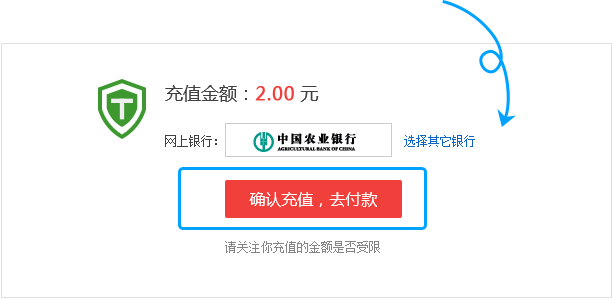 充值金额：2.00 元
网上银行： 中国农业银行 选择其它银行
AGRICULTURAL BANK OF CHINA
确认充值，去付款
请关注你充值的金额是否受限
T